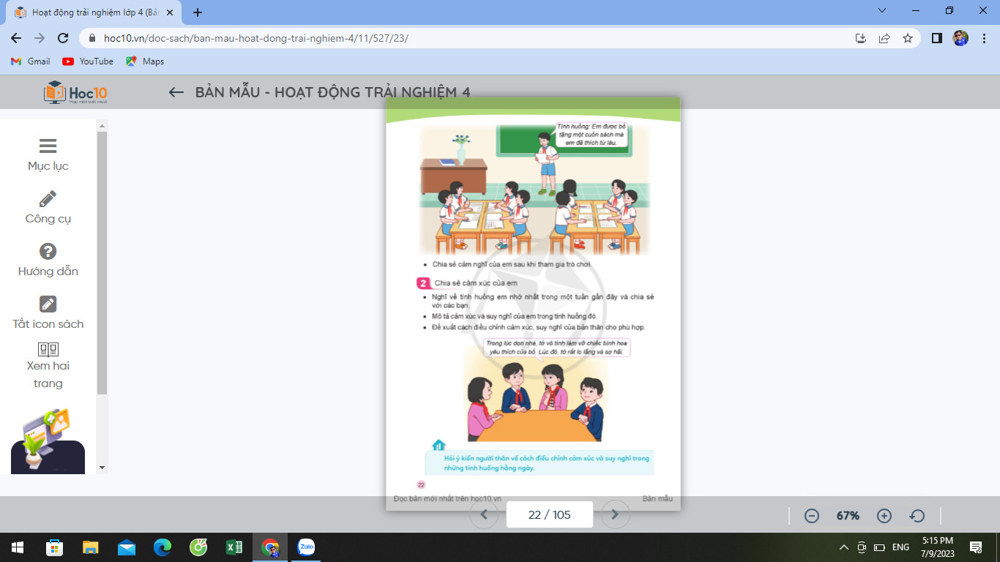 Hoạt động trải nghiệm lớp 4 (Bản
hoc10.vn/doc-sach/ban-mau-hoat-dong-trai-nghiem-4/11/527/23/
Gmail
YouTube
Maps
Hoc10
Học một biết mười
BẢN MẪU - HOẠT ĐỘNG TRẢI NGHIỆM 4
Mục lục
Công cụ
Hướng dẫn
Tắt icon sách
Xem hai
trang
Tình huống: Em được bố
tặng một cuốn sách mà
em đã thích từ lâu.
• Chia sẻ cảm nghĩ của em sau khi tham gia trò chơi.
2 Chia sẻ cảm xúc của em
• Nghĩ về tình huống em nhớ nhất trong một tuần gần đây và chia sẻ
với các bạn.
• Mô tả cảm xúc và suy nghĩ của em trong tình huống đó.
• Đề xuất cách điều chỉnh cảm xúc, suy nghĩ của bản thân cho phù hợp.
Trong lúc dọn nhà, tớ vô tình làm vỡ chiếc bình hoa
yêu thích của bố. Lúc đó, tớ rất lo lắng và sợ hãi.
Hỏi ý kiến người thân về cách điều chỉnh cảm xúc và suy nghĩ trong
những tình huống hằng ngày.
22
Đọc bản mới nhất trên hoc10.vn
Bản mẫu
22 / 105
67%
Zalo
ENG
5:15 PM
7/9/2023